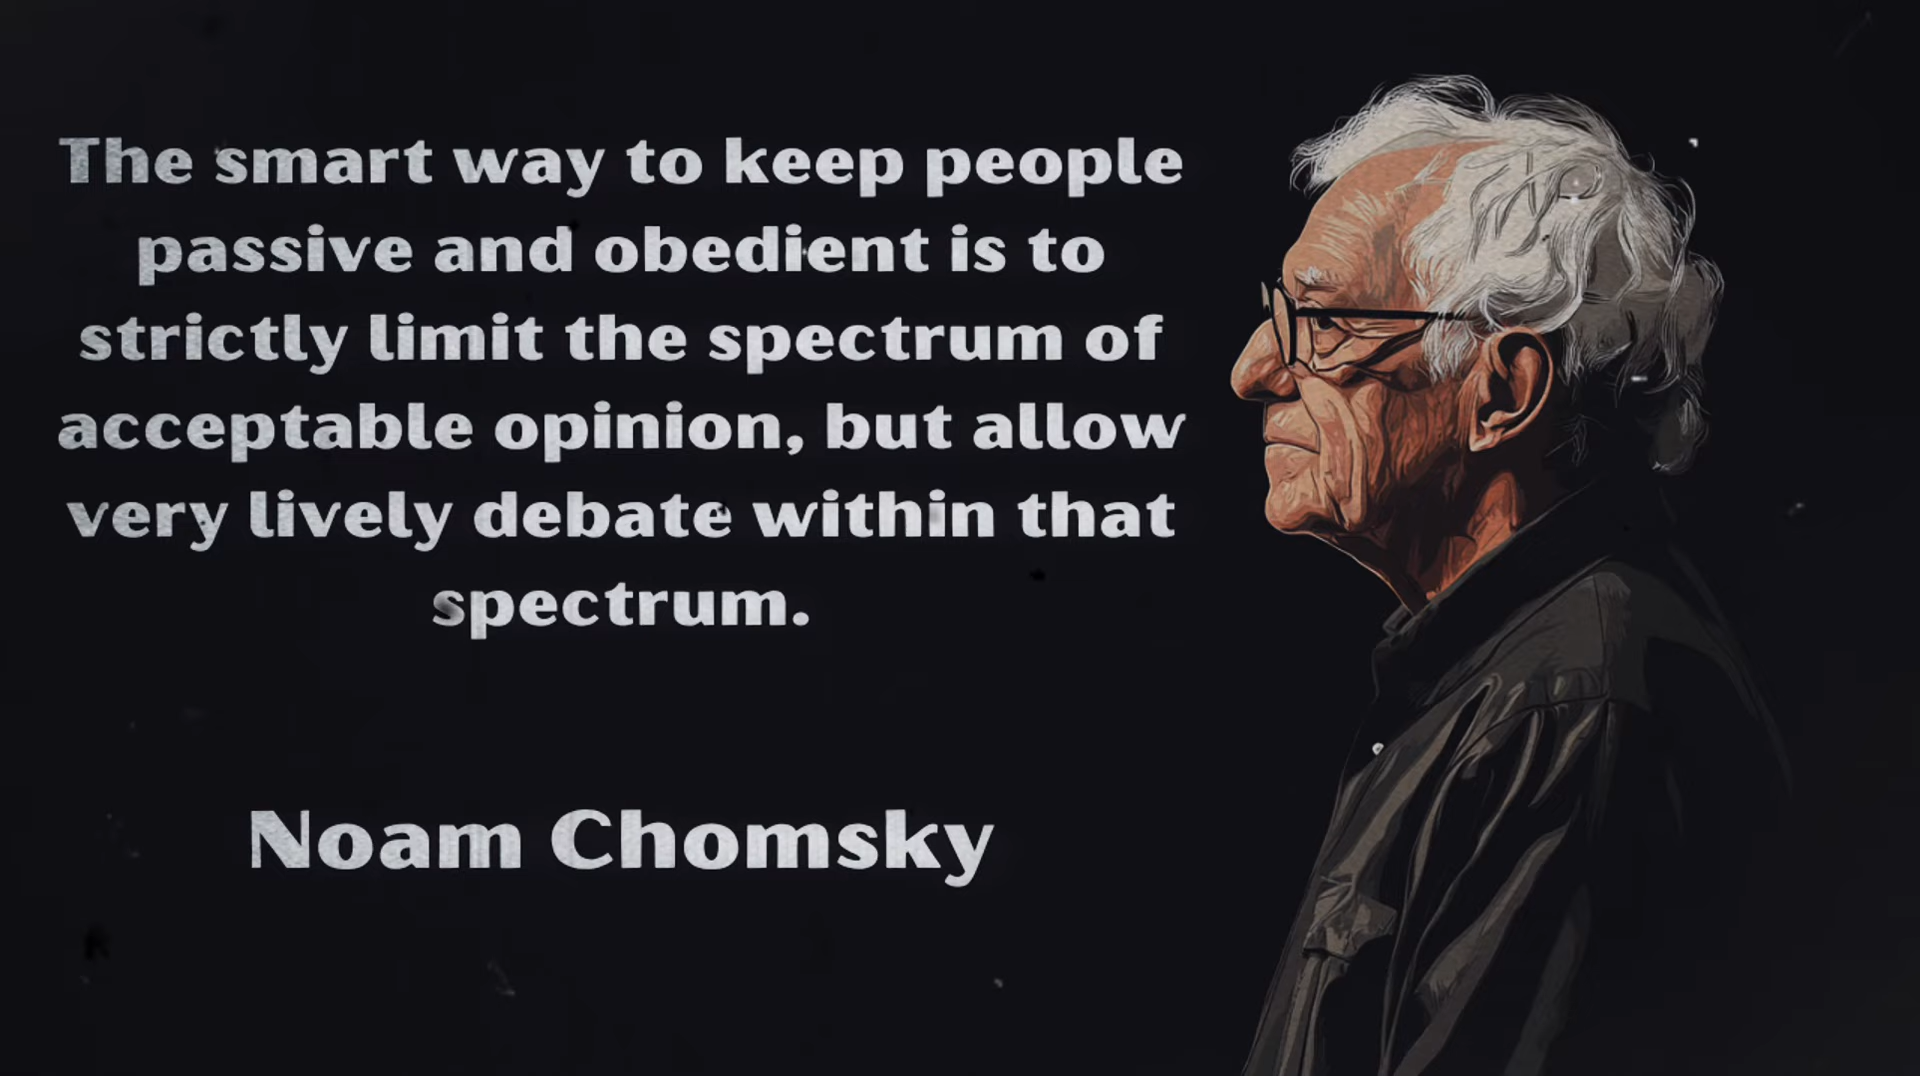 The smart way to keep people
passive and obedient is to
strictly limit the spectrum of
acceptable opinion, but allow
very lively debate within that
spectrum.
Noam Chomsky